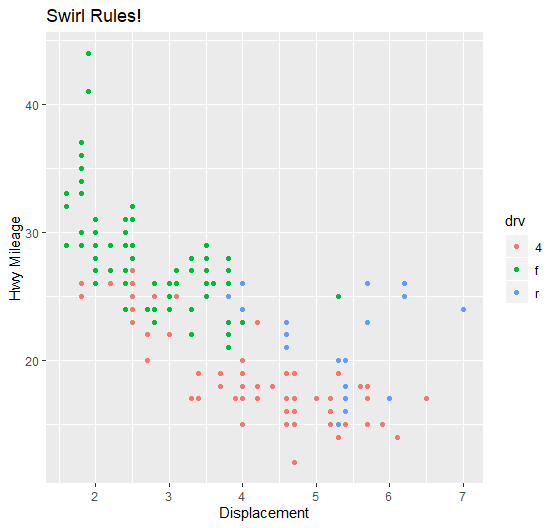 Swirl Rules!
40
30
20
Hwy Mileage
2 3 4 5 6 7
Displacement
drv
4
f
r